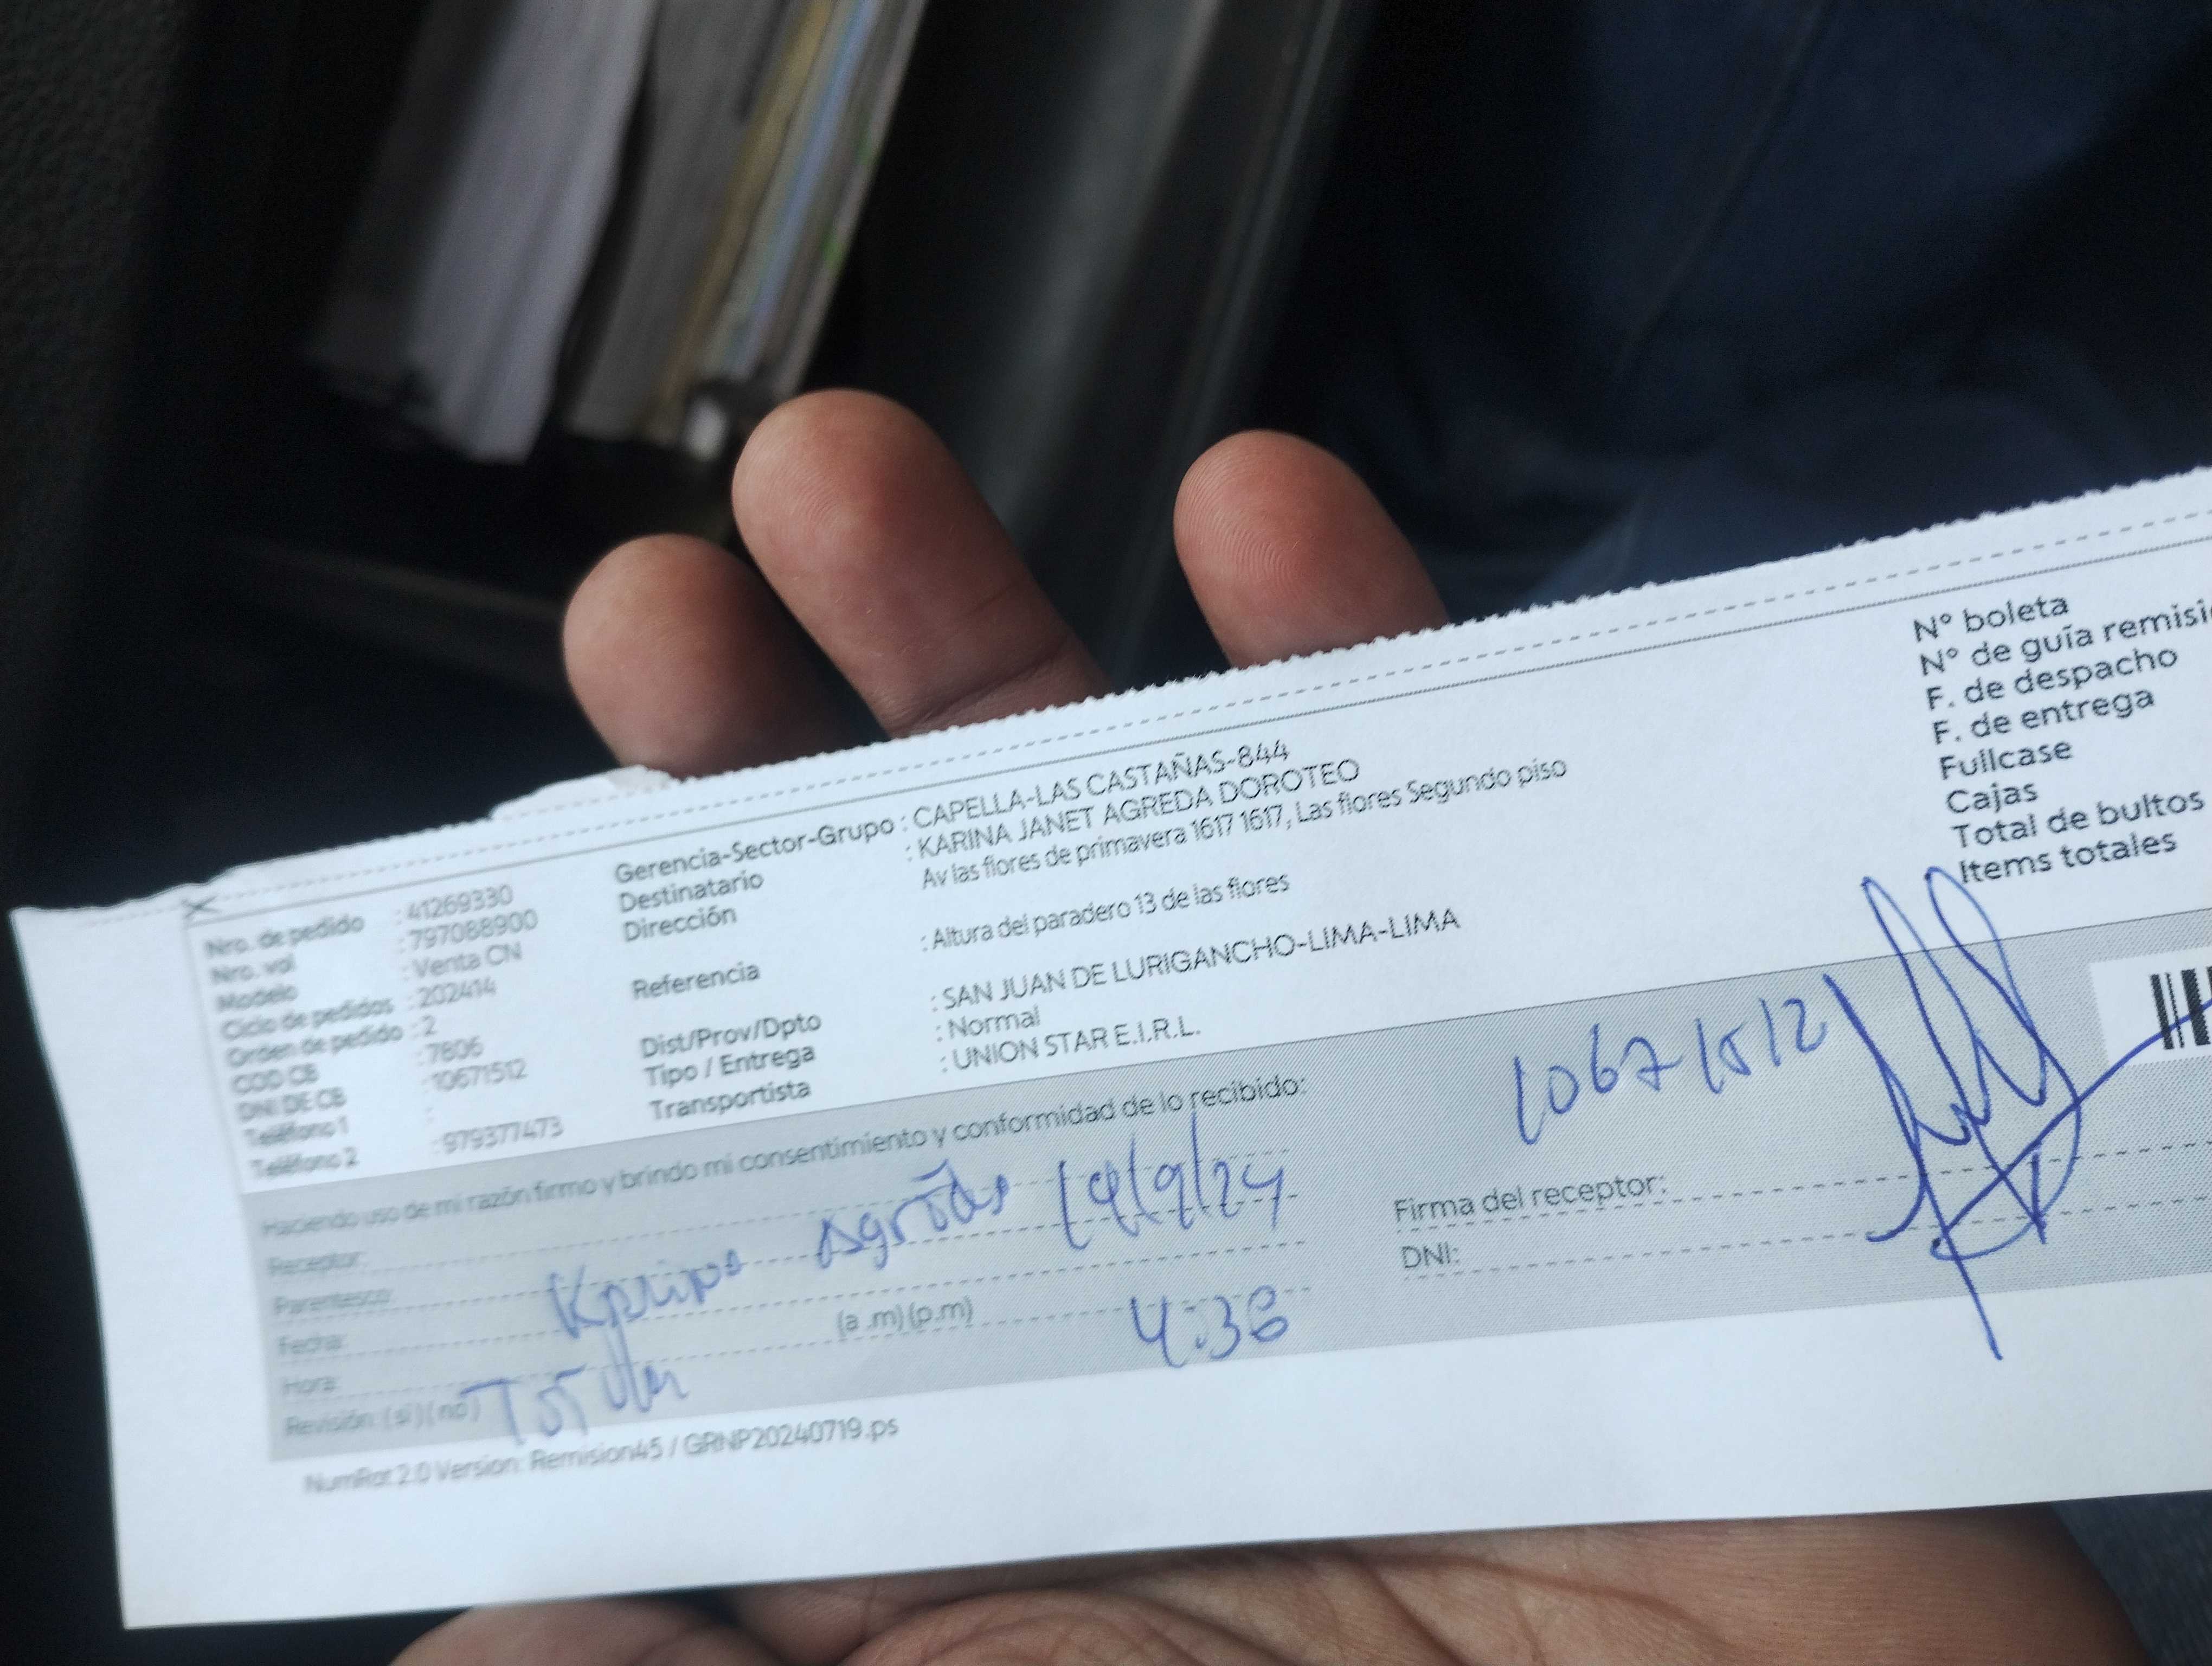 Nro. de pedido : 41269330
Nro. vol : 797088900
Modelo : Venta CN
Ciclo de pedidos : 202414
Orden de pedido : 2
COD CB : 7806
DNI DE CB : 10671512
Teléfono 1 :
Teléfono 2 : 979377473
Gerencia-Sector-Grupo : CAPELLA-LAS CASTAÑAS-844
Destinatario : KARINA JANET AGREDA DOROTEO
Dirección Av las flores de primavera 1617 1617, Las flores Segundo piso
Referencia : Altura del paradero 13 de las flores
Dist/Prov/Dpto : SAN JUAN DE LURIGANCHO-LIMA-LIMA
Tipo / Entrega : Normal
Transportista : UNION STAR E.I.R.L.
N° boleta
N° de guía
F. de despacho
F. de entrega
Fullcase
Cajas
Total de bultos
Items totales
Haciendo uso de mi razón firmo y brindo mi consentimiento y conformidad de lo recibido:
Receptor:
Parentesco:
Fecha:
Hora: (a .m) (p.m)
Revisión: (si) (no)
Karina Agreda
4:38
10671512
Firma del receptor:
DNI:
NumRot 2.0 Version: Remision45 / GRNP20240719.ps